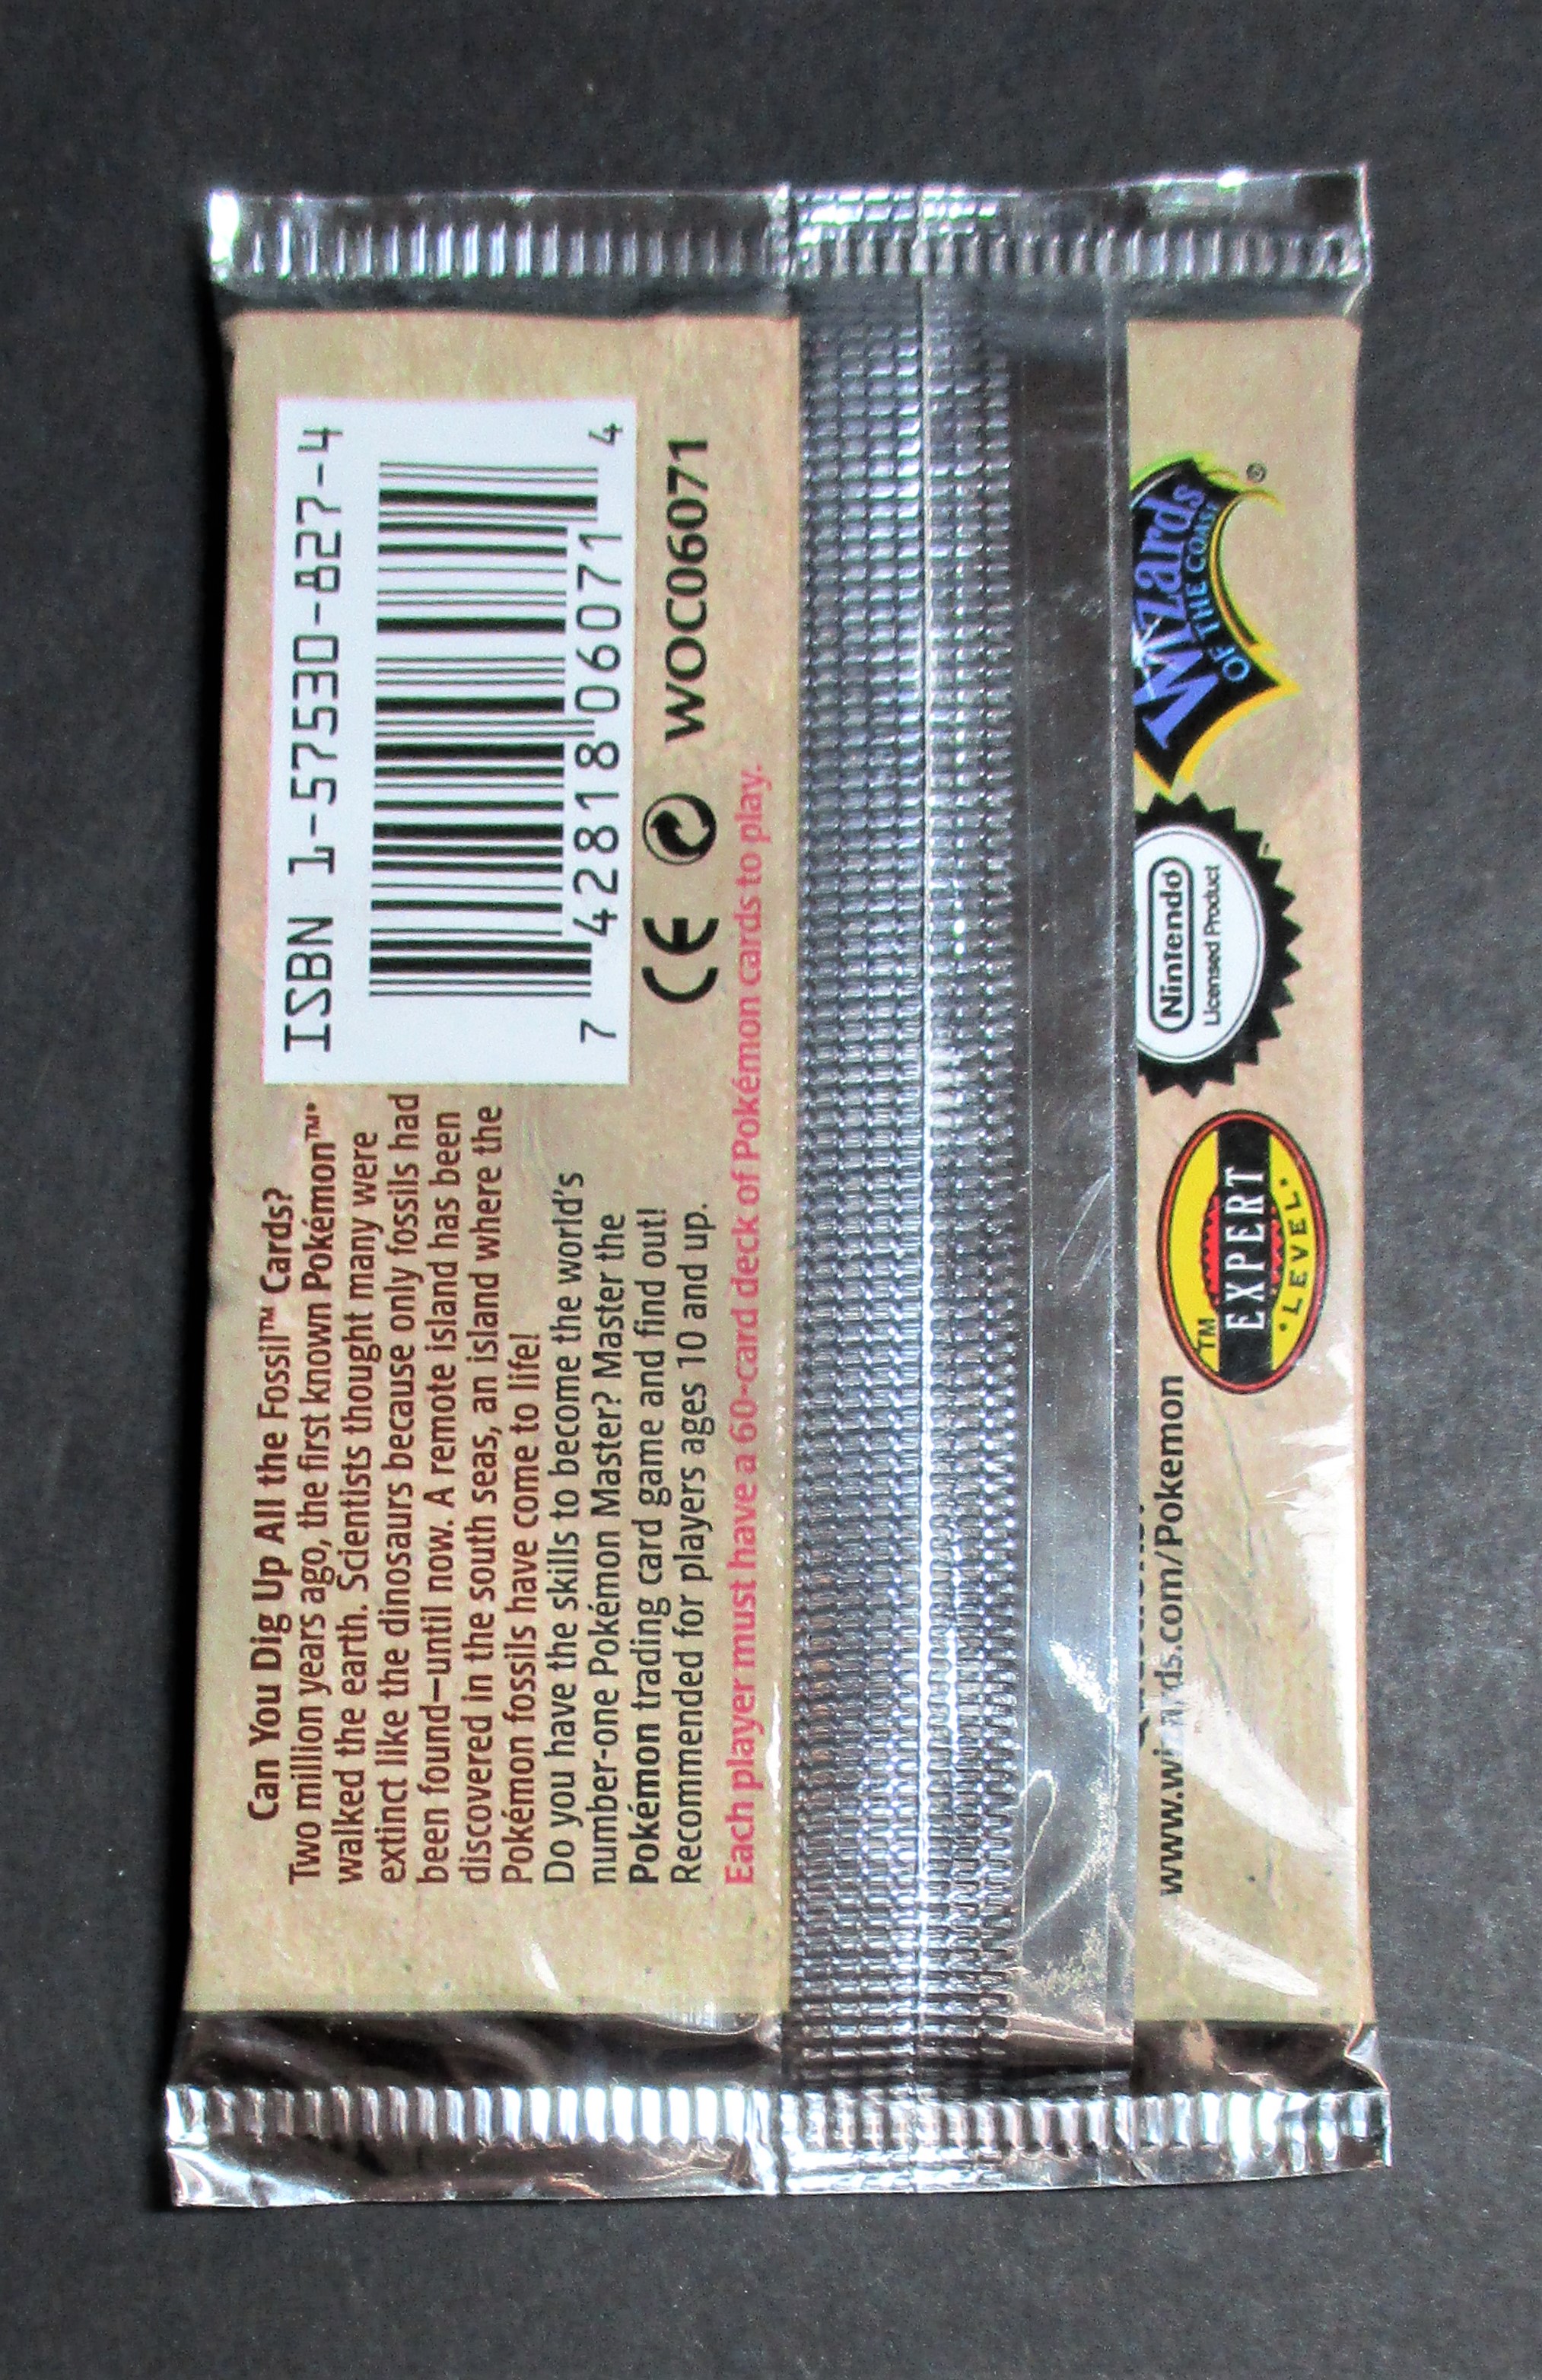 Can You Dig Up All the Fossil™ Cards?
Two million years ago, the first known Pokémon™
walked the earth. Scientists thought many were
extinct like the dinosaurs because only fossils had
been found—until now. A remote island has been
discovered in the south seas, an island where the
Pokémon fossils have come to life!
Do you have the skills to become the world's
number-one Pokémon Master? Master the
Pokémon trading card game and find out!
Recommended for players ages 10 and up.
Each player must have a 60-card deck of Pokémon cards to play.
ISBN 1-57530-827-4
7 42818 06071 4
CE WOC06071
www.wizards.com/Pokemon
TM
EXPERT
•LEVEL•
Nintendo
Licensed Product
™
Wizards
OF THE COAST
®